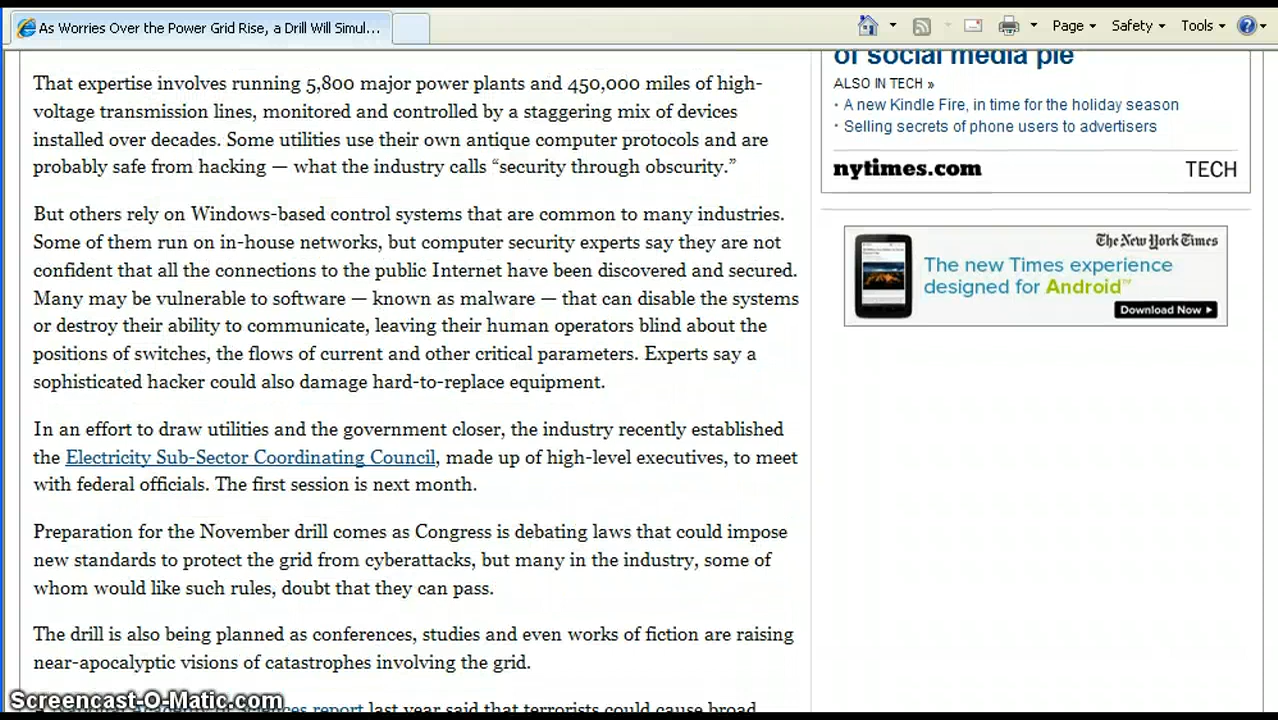 As Worries Over the Power Grid Rise, a Drill Will Simul...
Page
Safety
Tools
That expertise involves running 5,800 major power plants and 450,000 miles of high-
voltage transmission lines, monitored and controlled by a staggering mix of devices
installed over decades. Some utilities use their own antique computer protocols and are
probably safe from hacking — what the industry calls “security through obscurity.”
But others rely on Windows-based control systems that are common to many industries.
Some of them run on in-house networks, but computer security experts say they are not
confident that all the connections to the public Internet have been discovered and secured.
Many may be vulnerable to software — known as malware — that can disable the systems
or destroy their ability to communicate, leaving their human operators blind about the
positions of switches, the flows of current and other critical parameters. Experts say a
sophisticated hacker could also damage hard-to-replace equipment.
In an effort to draw utilities and the government closer, the industry recently established
the Electricity Sub-Sector Coordinating Council, made up of high-level executives, to meet
with federal officials. The first session is next month.
Preparation for the November drill comes as Congress is debating laws that could impose
new standards to protect the grid from cyberattacks, but many in the industry, some of
whom would like such rules, doubt that they can pass.
The drill is also being planned as conferences, studies and even works of fiction are raising
near-apocalyptic visions of catastrophes involving the grid.
report last year said that terrorists could cause broad
of social media pie
ALSO IN TECH »
· A new Kindle Fire, in time for the holiday season
· Selling secrets of phone users to advertisers
nytimes.com TECH
The New York Times
The new Times experience
designed for Android™
Download Now
Screencast-O-Matic.com